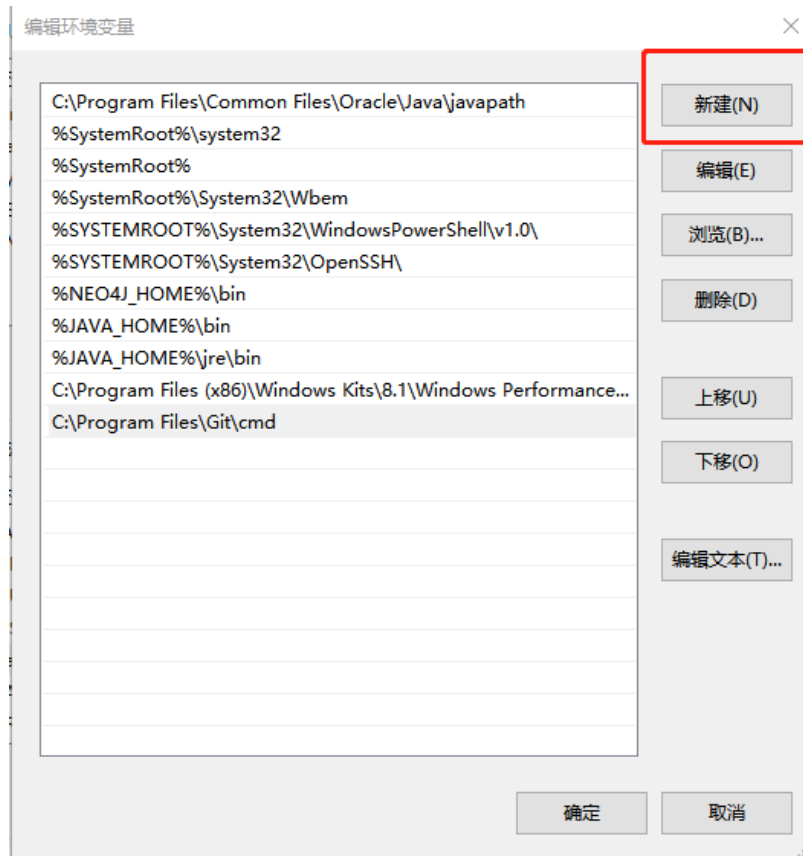 编辑环境变量
C:\Program Files\Common Files\Oracle\Java\javapath
%SystemRoot%\system32
%SystemRoot%
%SystemRoot%\System32\Wbem
%SYSTEMROOT%\System32\WindowsPowerShell\v1.0\
%SYSTEMROOT%\System32\OpenSSH\
%NEO4J_HOME%\bin
%JAVA_HOME%\bin
%JAVA_HOME%\jre\bin
C:\Program Files (x86)\Windows Kits\8.1\Windows Performance...
C:\Program Files\Git\cmd
新建(N)
编辑(E)
浏览(B)...
删除(D)
上移(U)
下移(O)
编辑文本(T)...
确定
取消